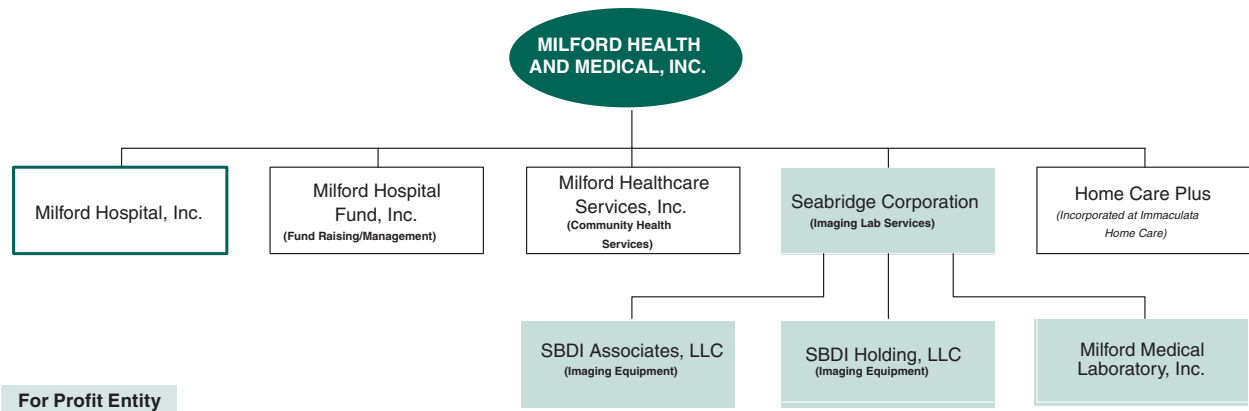 MILFORD HEALTH
AND MEDICAL, INC.
Milford Hospital, Inc.
Milford Hospital
Fund, Inc.
(Fund Raising/Management)
Milford Healthcare
Services, Inc.
(Community Health
Services)
Seabridge Corporation
(Imaging Lab Services)
Home Care Plus
(Incorporated at Immaculata
Home Care)
SBDI Associates, LLC
(Imaging Equipment)
SBDI Holding, LLC
(Imaging Equipment)
Milford Medical
Laboratory, Inc.
For Profit Entity